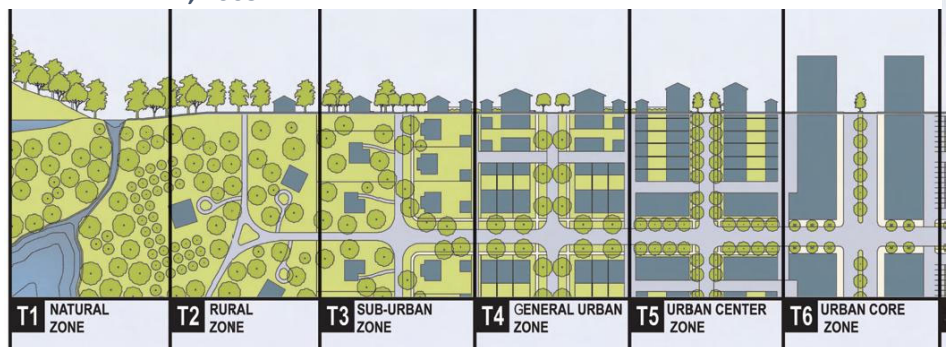 T1 NATURAL
ZONE
T2 RURAL
ZONE
T3 SUB-URBAN
ZONE
T4 GENERAL URBAN
ZONE
T5 URBAN CENTER
ZONE
T6 URBAN CORE
ZONE